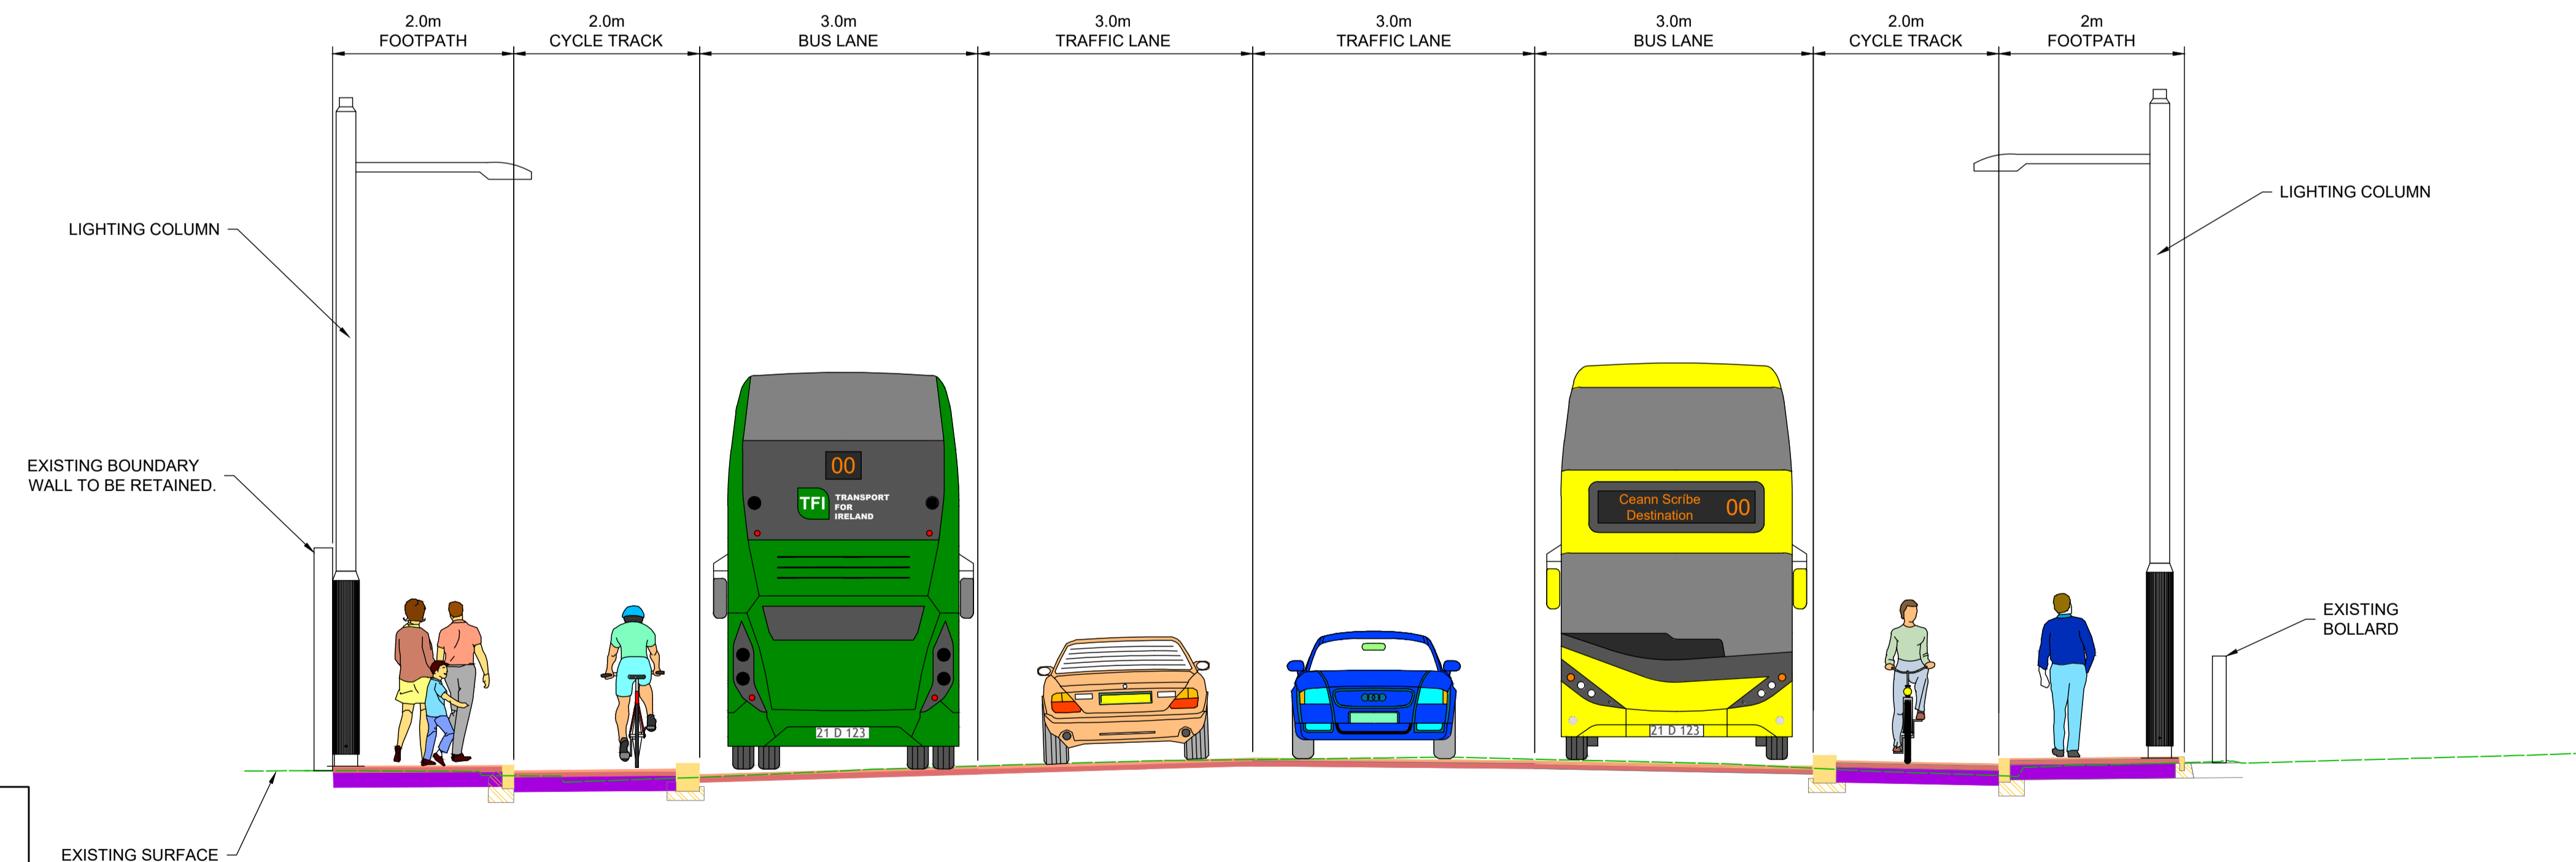 2.0m
FOOTPATH
2.0m
CYCLE TRACK
3.0m
BUS LANE
3.0m
TRAFFIC LANE
3.0m
TRAFFIC LANE
3.0m
BUS LANE
2.0m
CYCLE TRACK
2m
FOOTPATH
LIGHTING COLUMN
LIGHTING COLUMN
EXISTING BOUNDARY
WALL TO BE RETAINED.
00
TFI
TRANSPORT
FOR
IRELAND
Ceann Scríbe
Destination
00
EXISTING
BOLLARD
21 D 123
21 D 123
EXISTING SURFACE